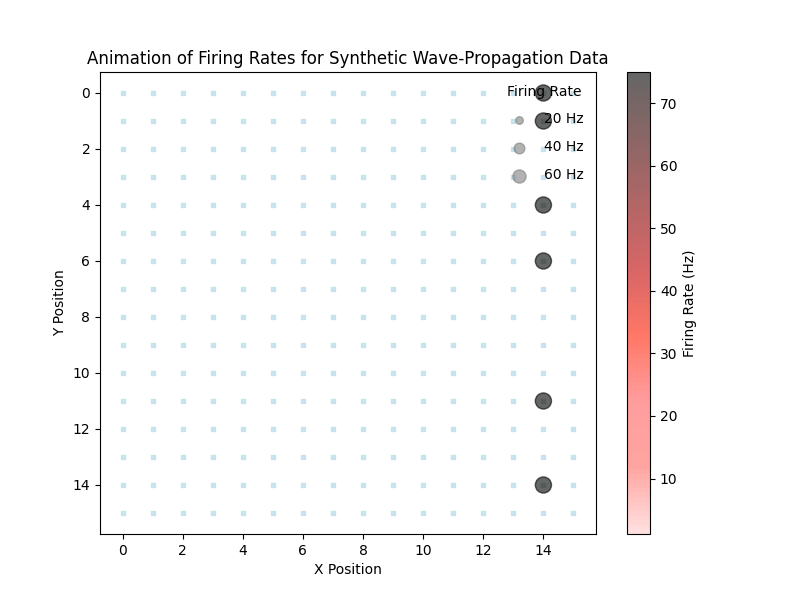 Animation of Firing Rates for Synthetic Wave-Propagation Data
Firing Rate
20 Hz
40 Hz
60 Hz
0
2
4
6
8
10
12
14
Y Position
0 2 4 6 8 10 12 14
X Position
70
60
50
40
30
20
10
Firing Rate (Hz)